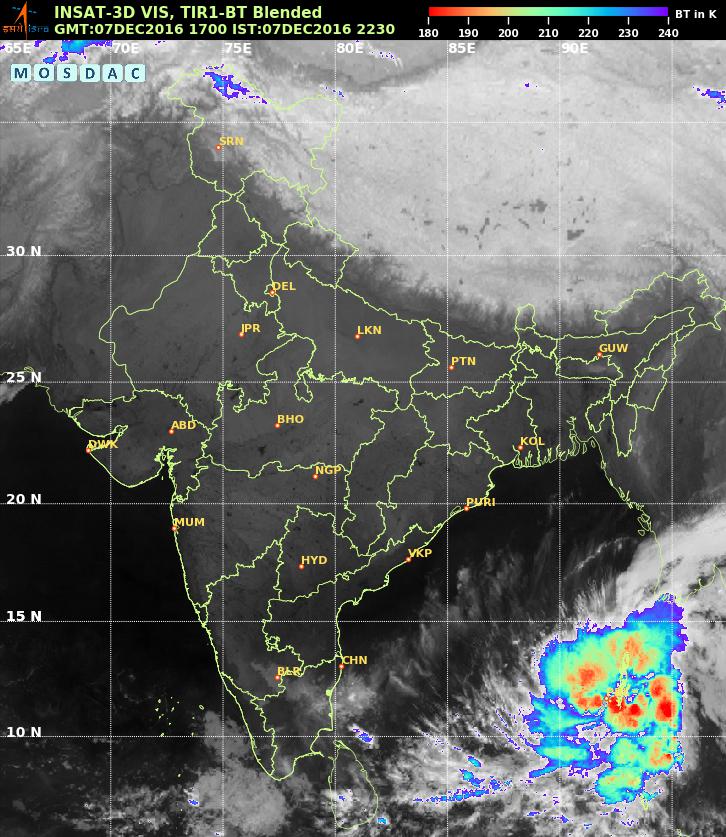 INSAT-3D VIS, TIR1-BT Blended
GMT:07DEC2016 1700 IST:07DEC2016 2230
BT in K
180 190 200 210 220 230 240
65E 70E 75E 80E 85E 90E
MOSDAC
SRN
30 N
DEL
JPR
LKN
GUW
PTN
25 N
BHO
ABD
KOL
DWK
NGP
20 N
PURI
MUM
VKP
HYD
15 N
CHN
BLR
10 N